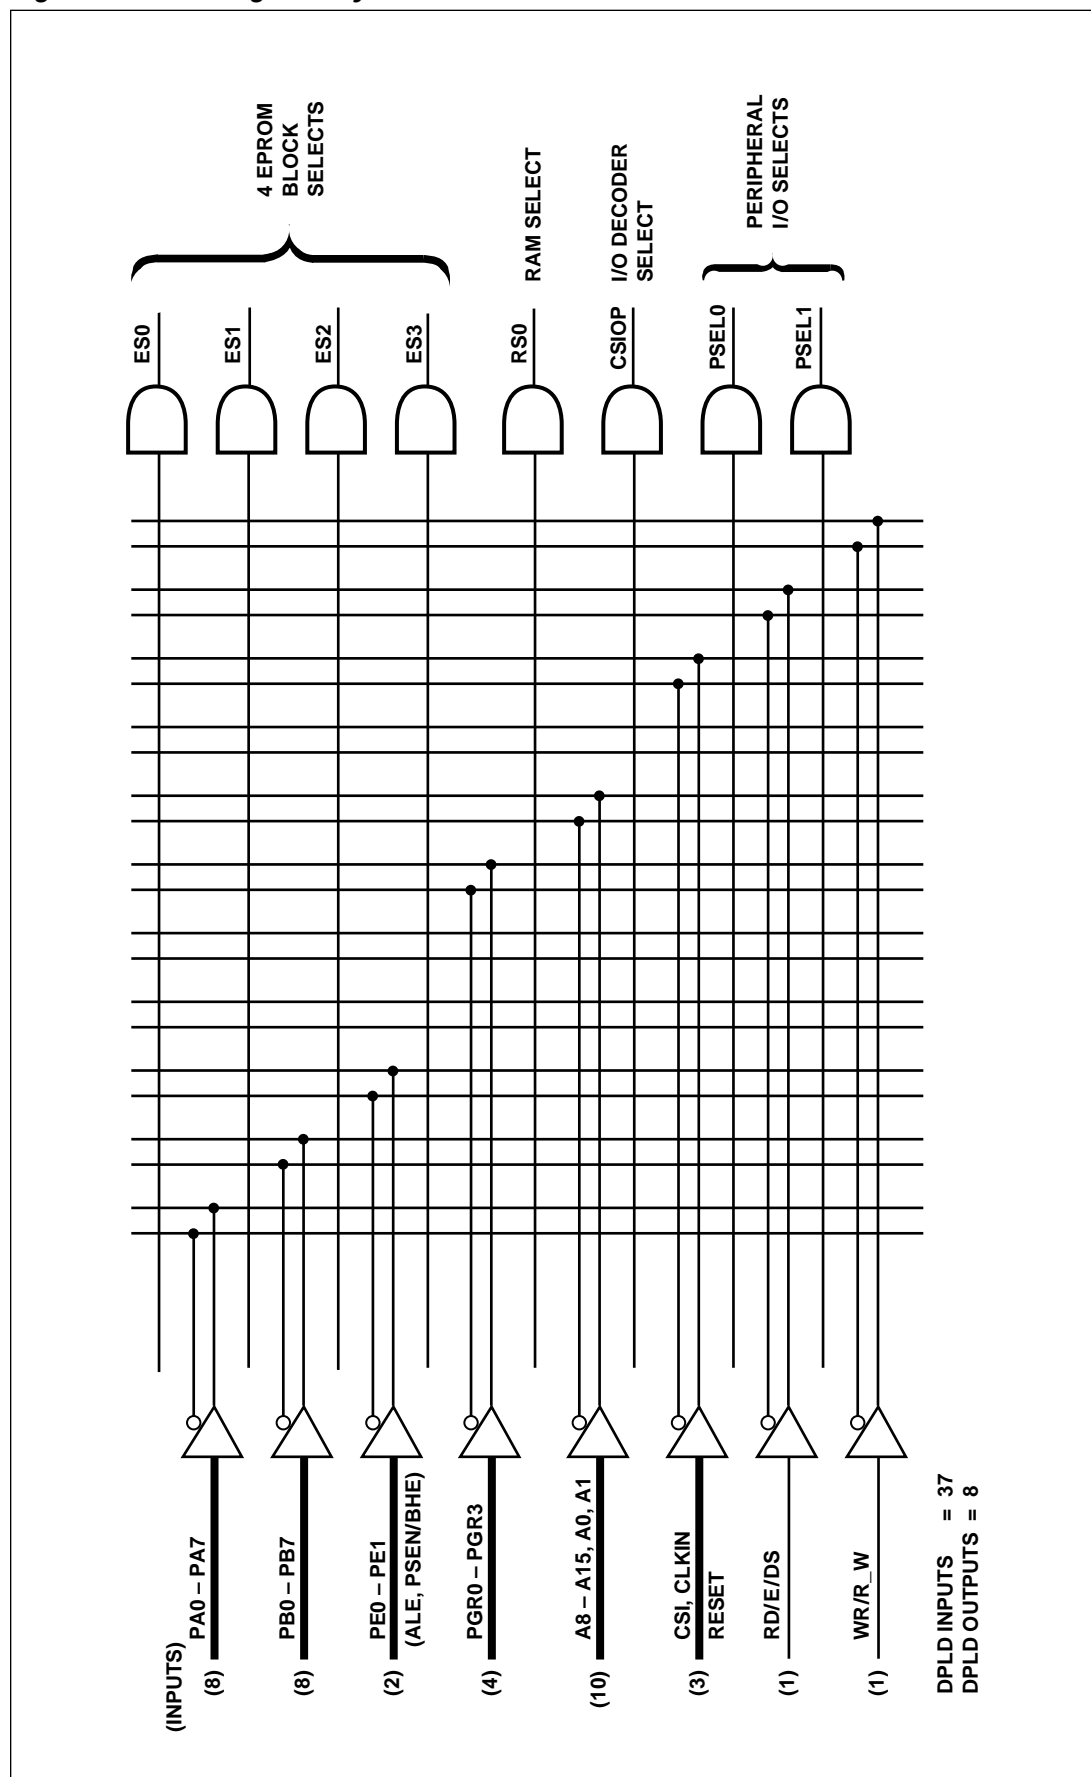 (INPUTS)
(8) PA0 – PA7
(8) PB0 – PB7
(2) PE0 – PE1
(ALE, PSEN/BHE)
(4) PGR0 – PGR3
(10) A8 – A15, A0, A1
(3) CSI, CLKIN
RESET
(1) RD/E/DS
(1) WR/R_W
DPLD INPUTS = 37
DPLD OUTPUTS = 8
ES0
ES1
ES2
ES3
4 EPROM
BLOCK
SELECTS
RS0
RAM SELECT
CSIOP
I/O DECODER
SELECT
PSEL0
PSEL1
PERIPHERAL
I/O SELECTS